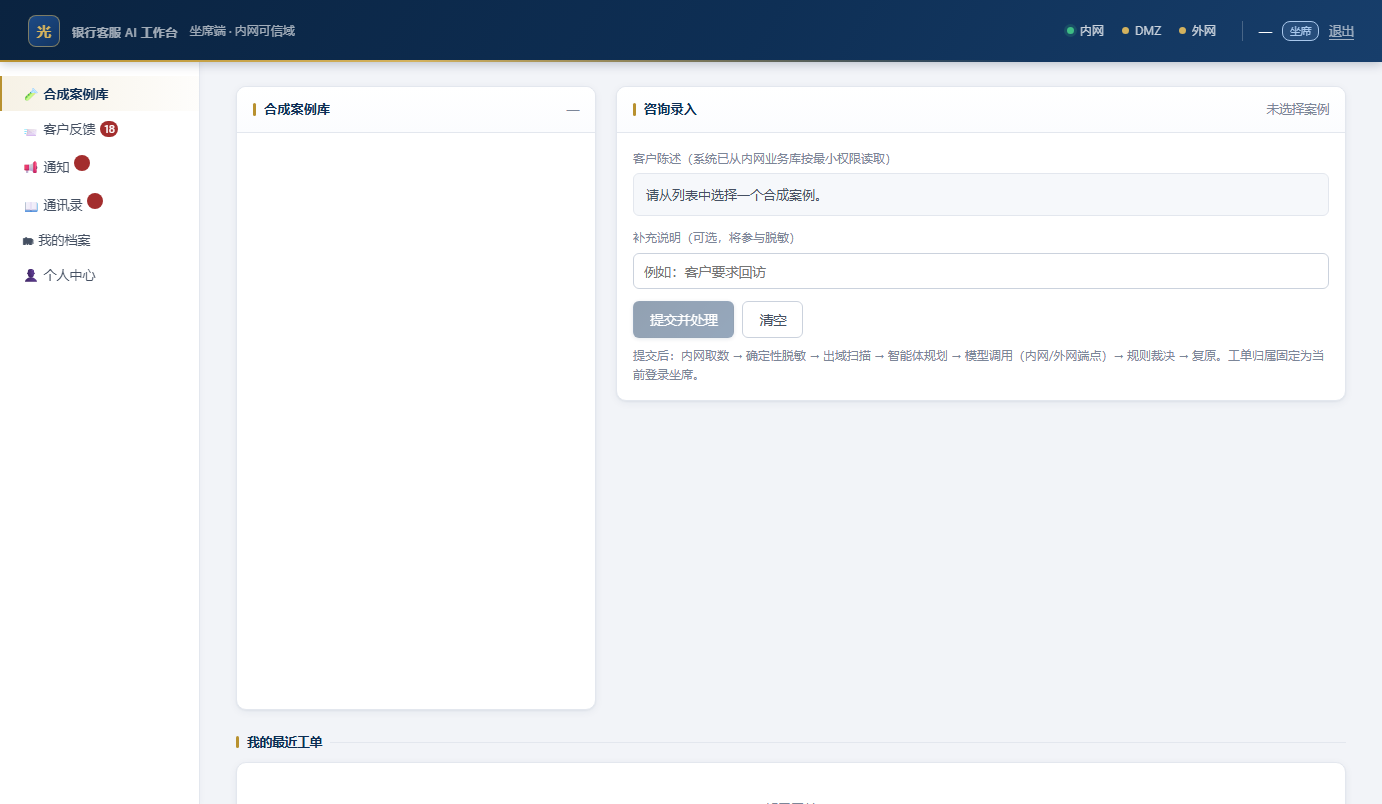 光 银行客服 AI 工作台 坐席端 · 内网可信域 内网 DMZ 外网 — 坐席 退出
合成案例库
客户反馈 18
通知
通讯录
我的档案
个人中心
合成案例库 —
咨询录入 未选择案例
客户陈述（系统已从内网业务库按最小权限读取）
请从列表中选择一个合成案例。
补充说明（可选，将参与脱敏）
例如：客户要求回访
提交并处理 清空
提交后：内网取数 → 确定性脱敏 → 出域扫描 → 智能体规划 → 模型调用（内网/外网端点）→ 规则裁决 → 复原。工单归属固定为当
前登录坐席。
我的最近工单